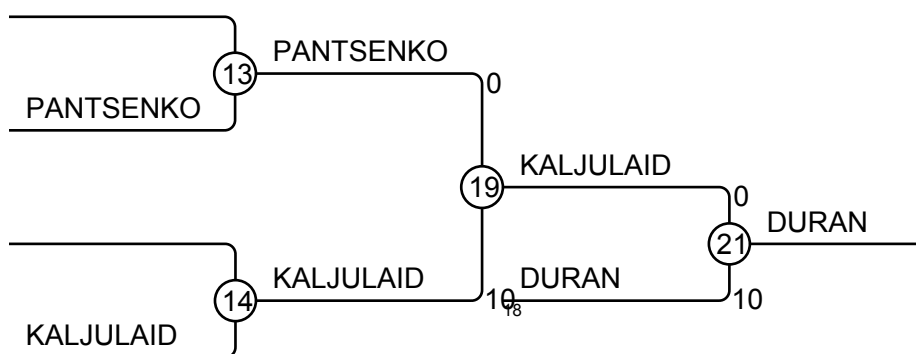 PANTSENKO
13
0
PANTSENKO
KALJULAID
19
0
DURAN
21
KALJULAID
DURAN
14
10
18
10
KALJULAID